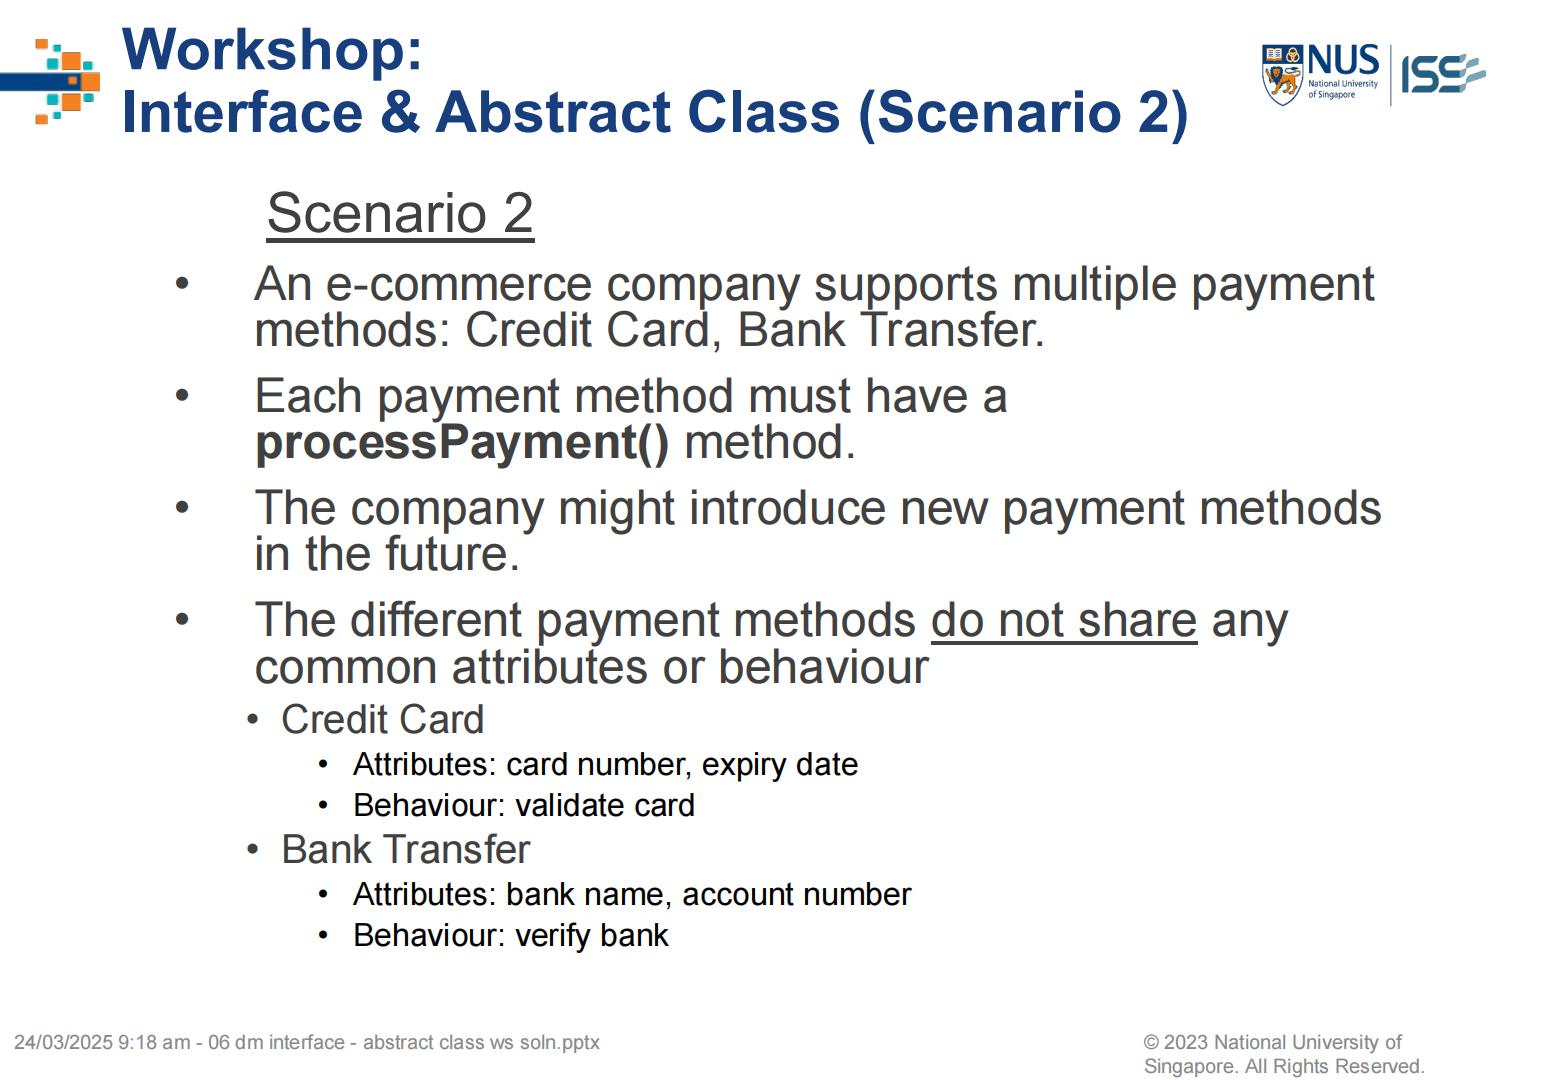 Workshop:
Interface & Abstract Class (Scenario 2)
NUS
National University
of Singapore
ISS
Scenario 2
• An e-commerce company supports multiple payment
methods: Credit Card, Bank Transfer.
• Each payment method must have a
processPayment() method.
• The company might introduce new payment methods
in the future.
• The different payment methods do not share any
common attributes or behaviour
• Credit Card
• Attributes: card number, expiry date
• Behaviour: validate card
• Bank Transfer
• Attributes: bank name, account number
• Behaviour: verify bank
24/03/2025 9:18 am - 06 dm interface - abstract class ws soln.pptx
© 2023 National University of
Singapore. All Rights Reserved.